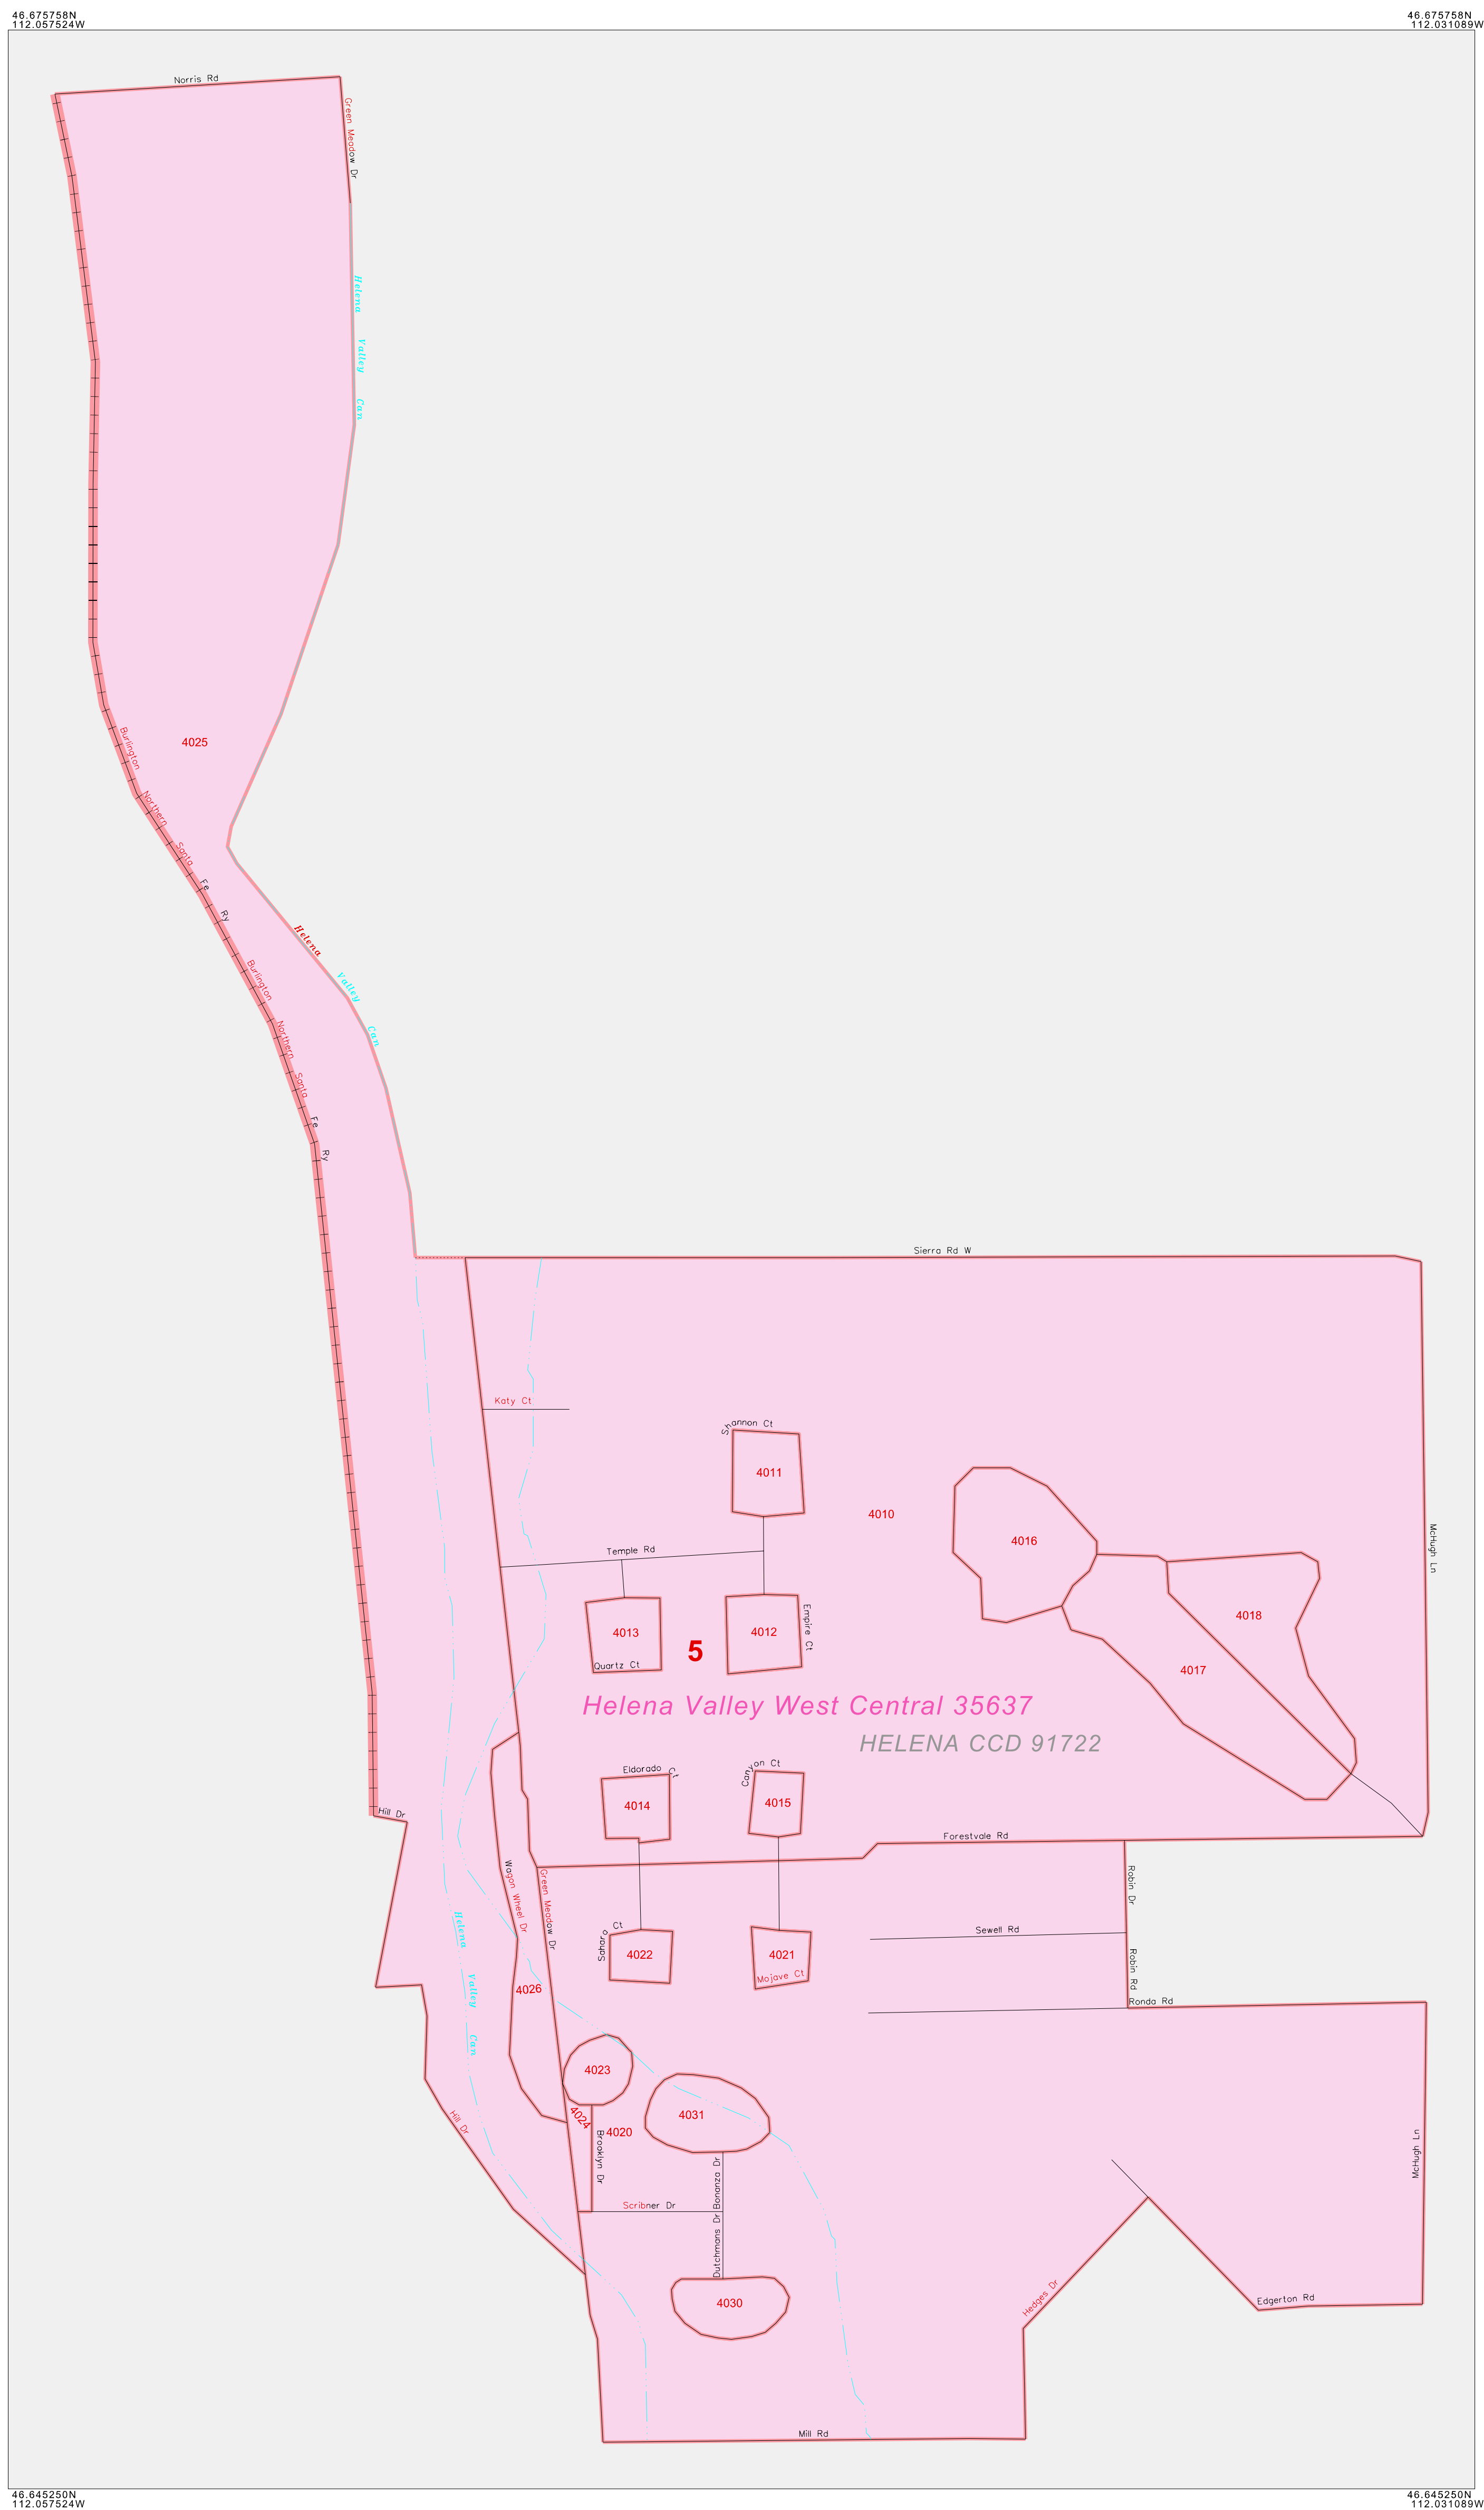 46.675758N
112.057524W
46.675758N
112.031089W
Norris Rd
Green Meadow Dr
Helena Valley Can
4025
Burlington Northern Santa Fe Ry
Helena Valley Can
Burlington Northern Santa Fe Ry
Sierra Rd W
Katy Ct
Shannon Ct
4011
4010
McHugh Ln
4016
Temple Rd
4018
Empire Ct
4013
4012
5
Quartz Ct
4017
Helena Valley West Central 35637
HELENA CCD 91722
Eldorado Ct
Canyon Ct
4014
4015
Hill Dr
Forestvale Rd
Wagon Wheel Dr
Green Meadow Dr
Robin Dr
Helena Valley Can
Sahara Ct
Sewell Rd
4022
4021
Mojave Ct
Robin Rd
4026
Ronda Rd
4023
4031
Hill Dr
4024
4020
Brooklyn Dr
Bonanza Dr
McHugh Ln
Scribner Dr
Dutchmans Dr
Hedges Dr
Edgerton Rd
4030
Mill Rd
46.645250N
112.057524W
46.645250N
112.031089W